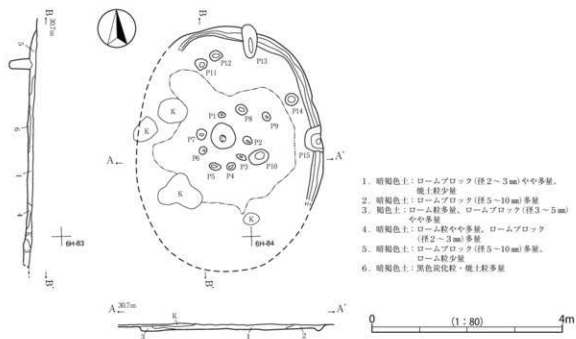 B
30.7m
5
6
1
4
B'
B
P12
P11
P13
P14
P1
P8
P9
K
K
P7
P2
P15
P6
P3
P10
P5
P4
A
A'
K
K
6H-83
6H-84
B'
1．暗褐色土：ロームブロック(径2～3㎜)やや多量、
焼土粒少量
2．暗褐色土：ロームブロック(径5～10㎜)多量
3．褐色土：ローム粒多量、ロームブロック(径3～5㎜)
やや多量
4．暗褐色土：ローム粒やや多量、ロームブロック
(径2～3㎜)多量
5．暗褐色土：ロームブロック(径5～10㎜)多量、
ローム粒少量
6．暗褐色土：黒色炭化粒・焼土粒多量
A 30.7m
K
A'
3
1
2
0
(1：80)
4m